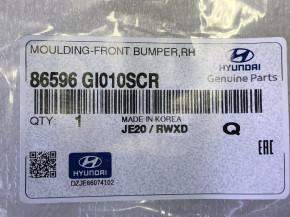 MOULDING-FRONT BUMPER,RH
HYUNDAI
Genuine Parts
86596 GI010SCR
QTY: 1
MADE IN KOREA
JE20 / RWXD
Q
HYUNDAI
DZJE86074102
EAC